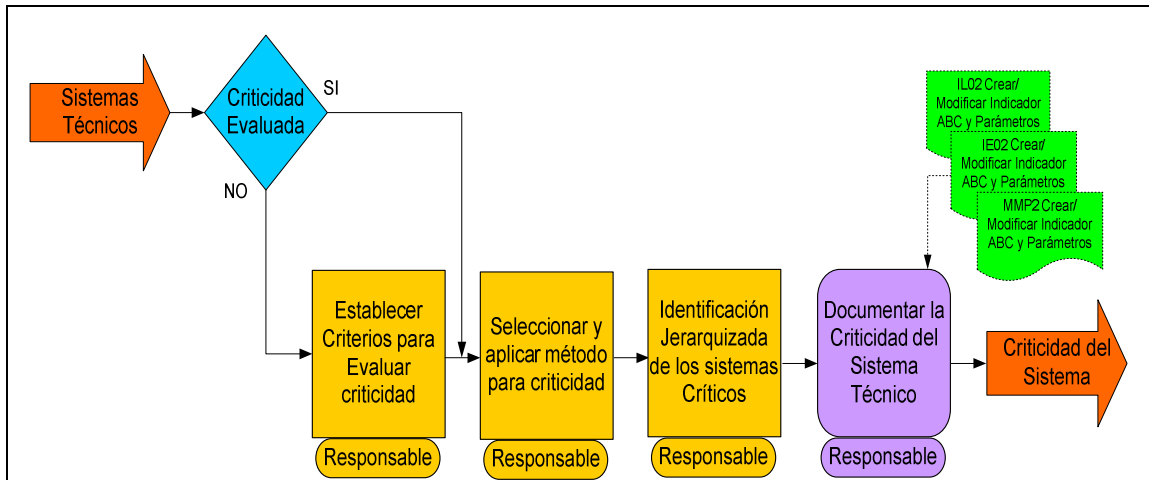 Sistemas
Técnicos
Criticidad
Evaluada
SI
NO
IL02 Crear/
Modificar Indicador
ABC y Parámetros
IE02 Crear/
Modificar Indicador
ABC y Parámetros
MMP2 Crear/
Modificar Indicador
ABC y Parámetros
Establecer
Criterios para
Evaluar
criticidad
Responsable
Seleccionar y
aplicar método
para criticidad
Responsable
Identificación
Jerarquizada
de los sistemas
Críticos
Responsable
Documentar la
Criticidad del
Sistema
Técnico
Responsable
Criticidad del
Sistema